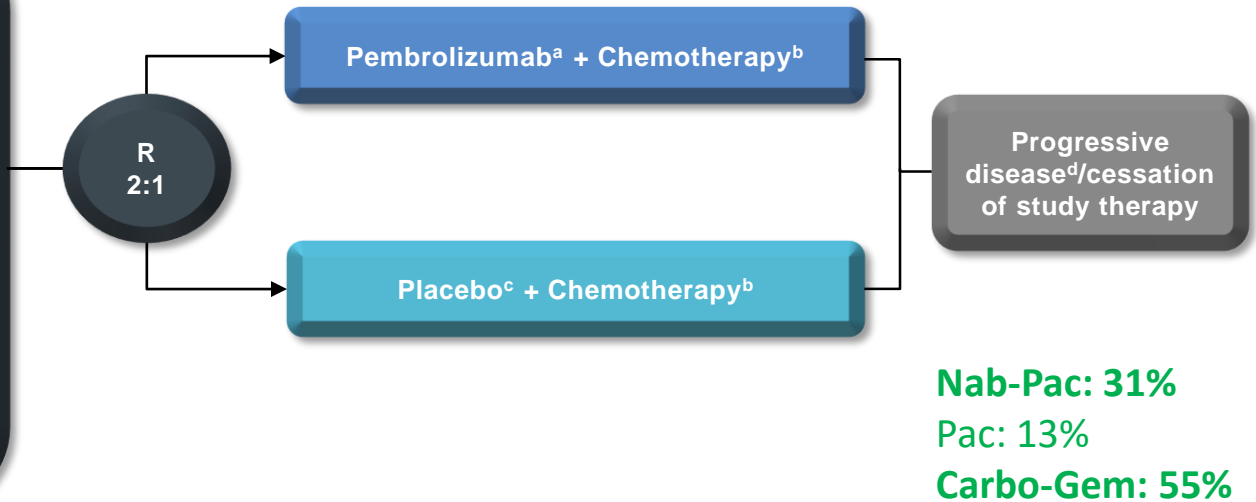 Pembrolizumabᵃ + Chemotherapyᵇ
R
2:1
Progressive
diseaseᵈ/cessation
of study therapy
Placeboᶜ + Chemotherapyᵇ
Nab-Pac: 31%
Pac: 13%
Carbo-Gem: 55%